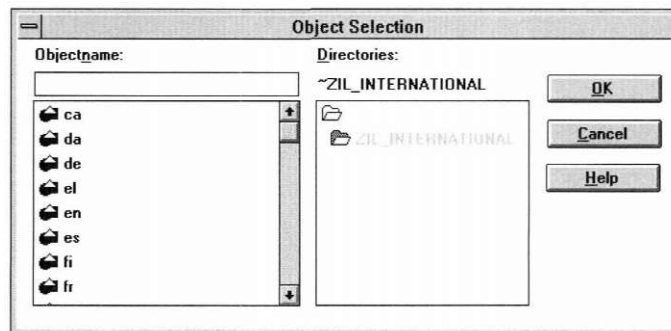 Object Selection
Objectname:
ca
da
de
el
en
es
fi
fr
Directories:
~ZIL_INTERNATIONAL
ZIL_INTERNATIONAL
OK
Cancel
Help